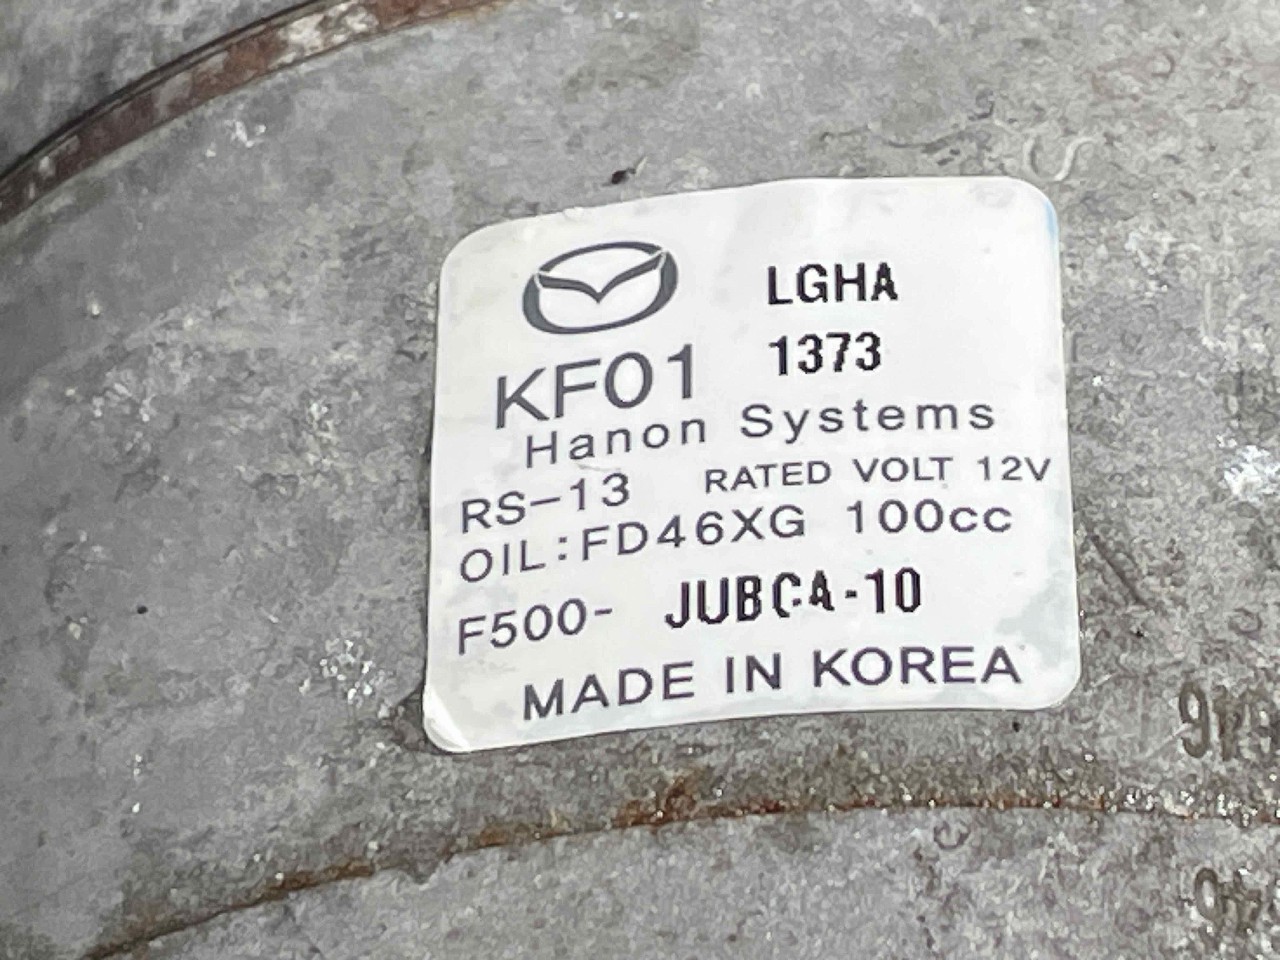 LGHA
1373
KF01
Hanon Systems
RS-13 RATED VOLT 12V
OIL:FD46XG 100cc
F500- JUBCA-10
MADE IN KOREA